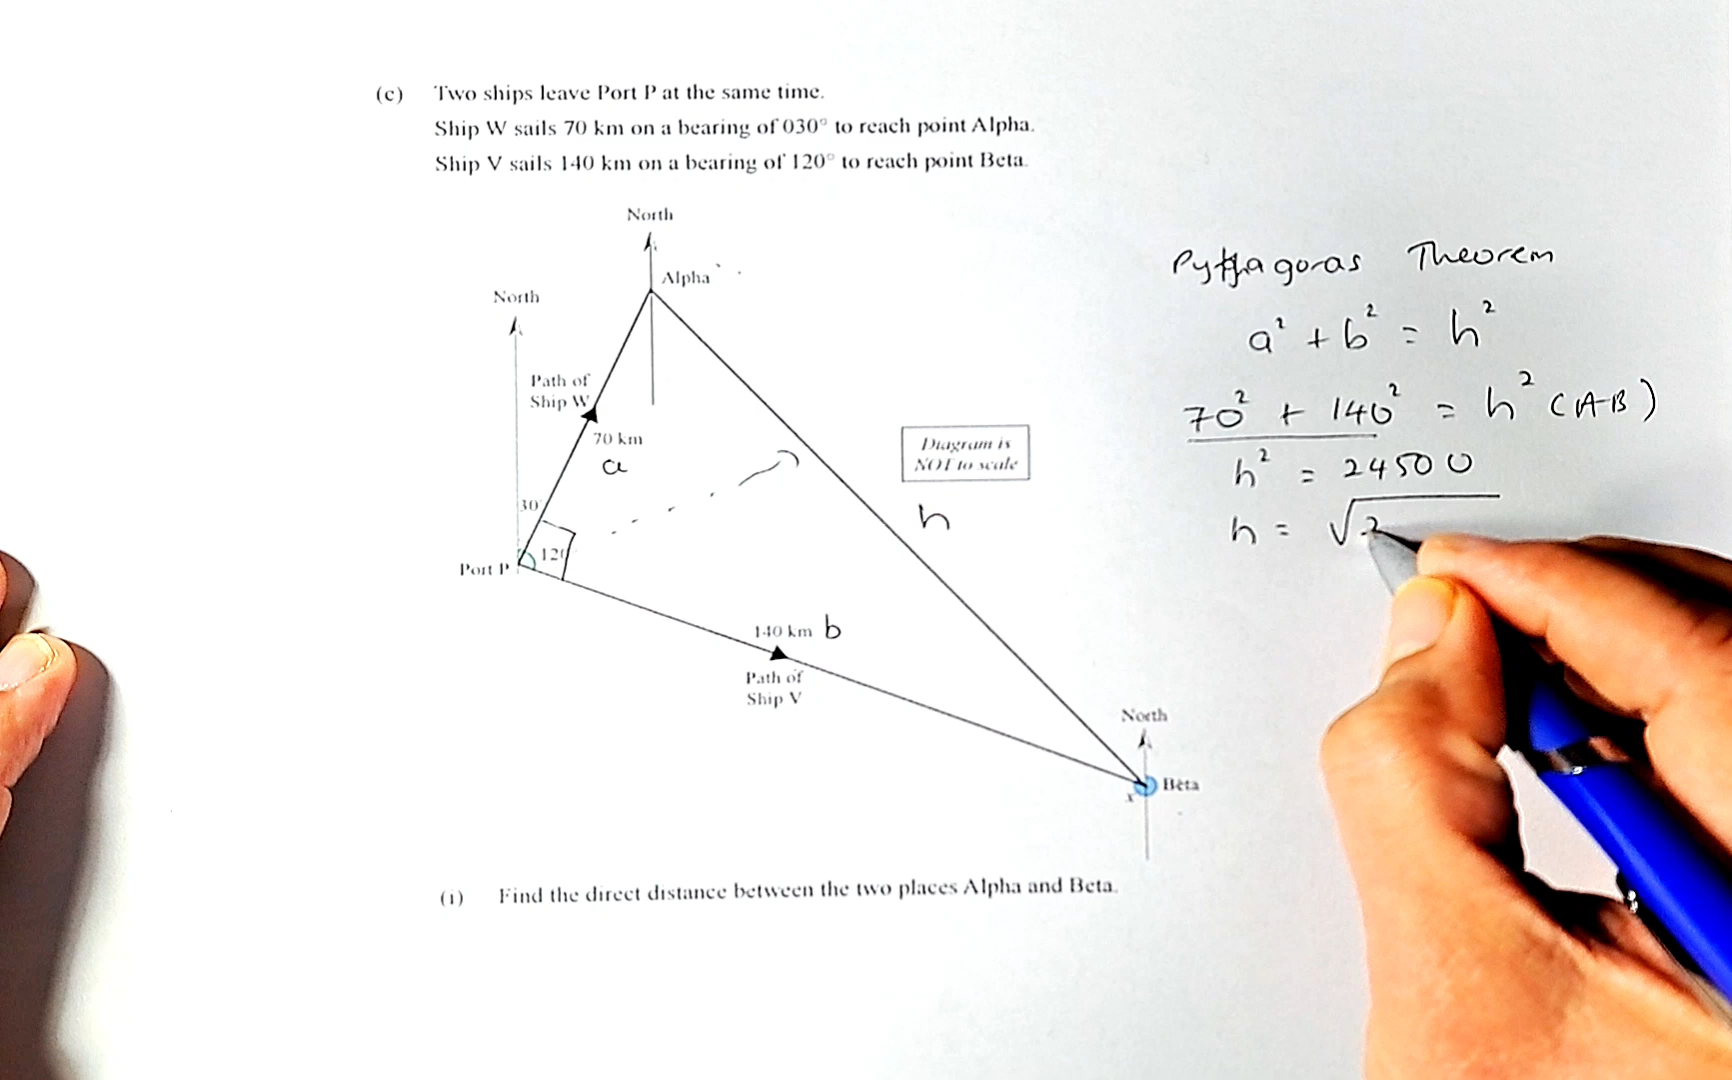 (c) Two ships leave Port P at the same time.
Ship W sails 70 km on a bearing of 030° to reach point Alpha.
Ship V sails 140 km on a bearing of 120° to reach point Beta.
North
Alpha
North
Path of
Ship W
70 km
a
30°
120
Port P
Diagram is
NOT to scale
h
140 km b
Path of
Ship V
North
Beta
x
(i) Find the direct distance between the two places Alpha and Beta.
Pythagoras Theorem
a² + b² = h²
70² + 140² = h² (AB)
h² = 24500
h = √2